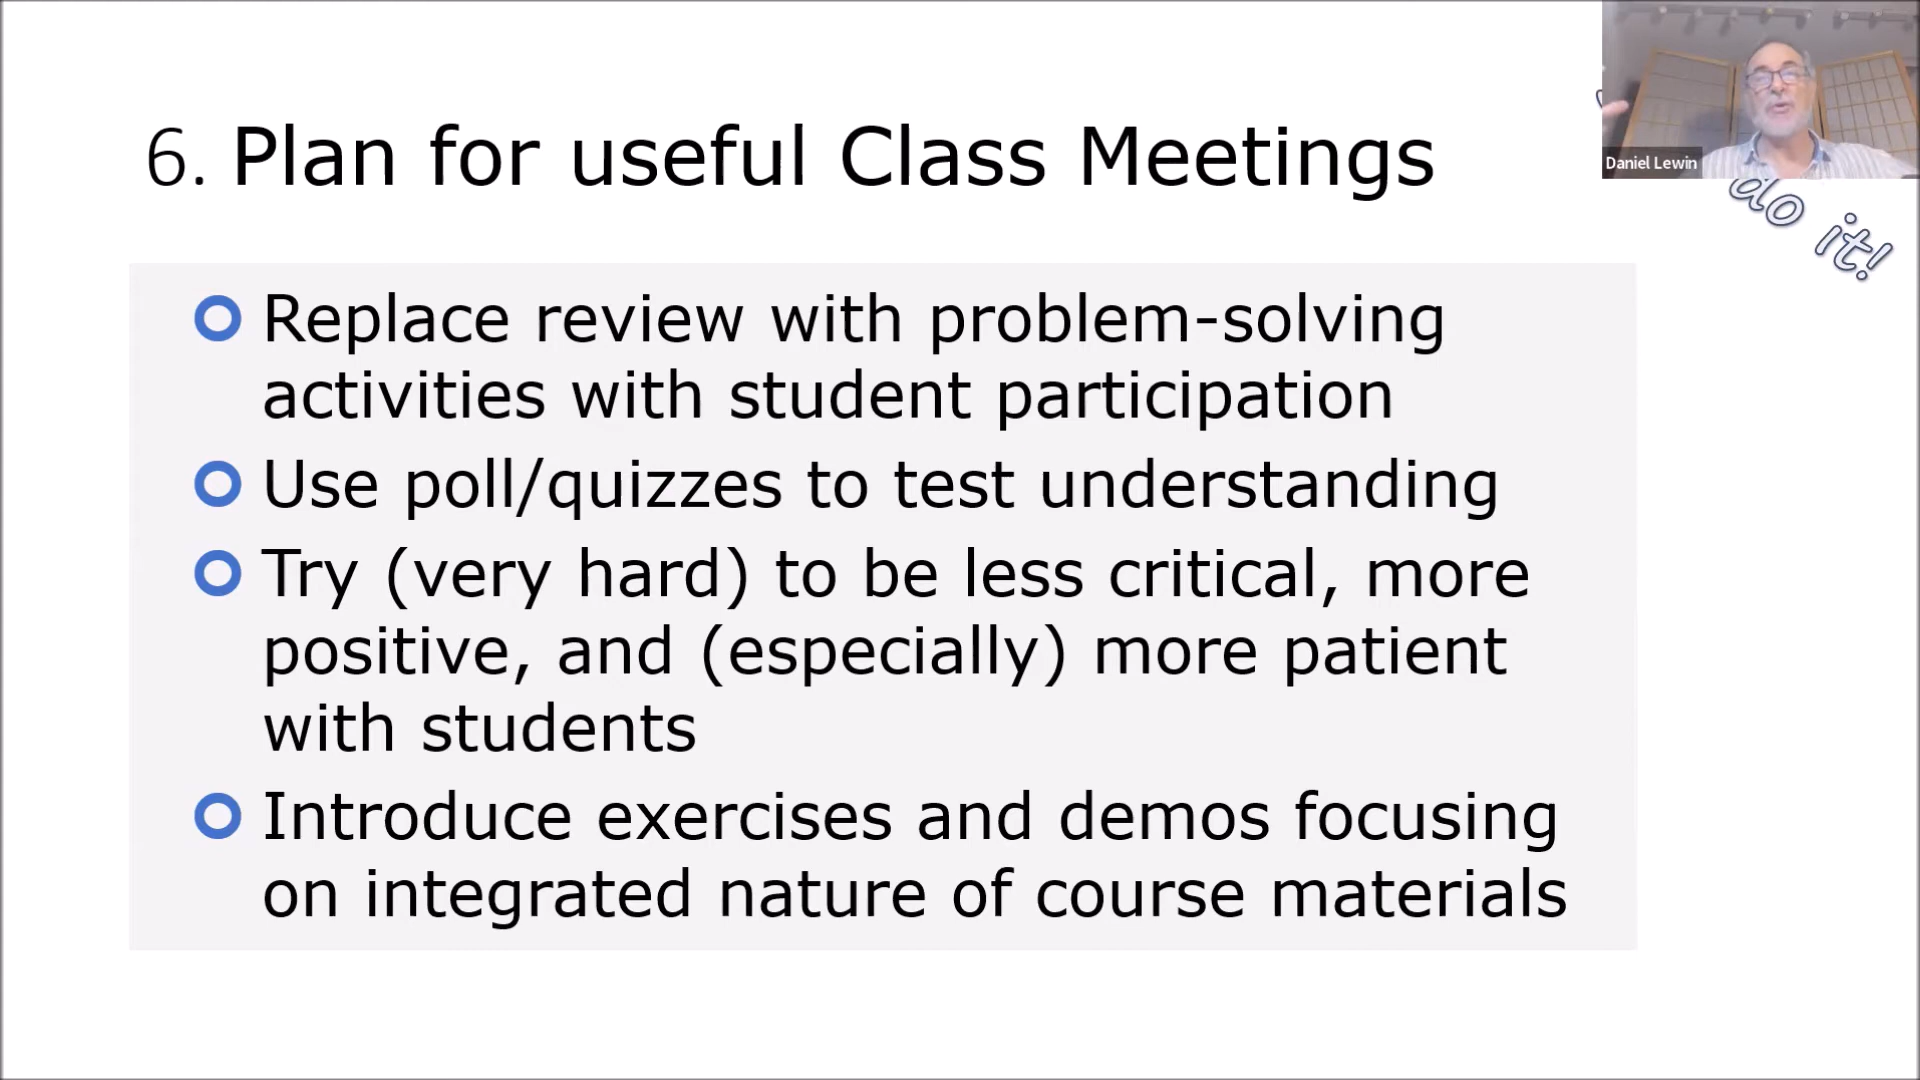 6. Plan for useful Class Meetings
Daniel Lewin
do it!
Replace review with problem-solving
activities with student participation
Use poll/quizzes to test understanding
Try (very hard) to be less critical, more
positive, and (especially) more patient
with students
Introduce exercises and demos focusing
on integrated nature of course materials